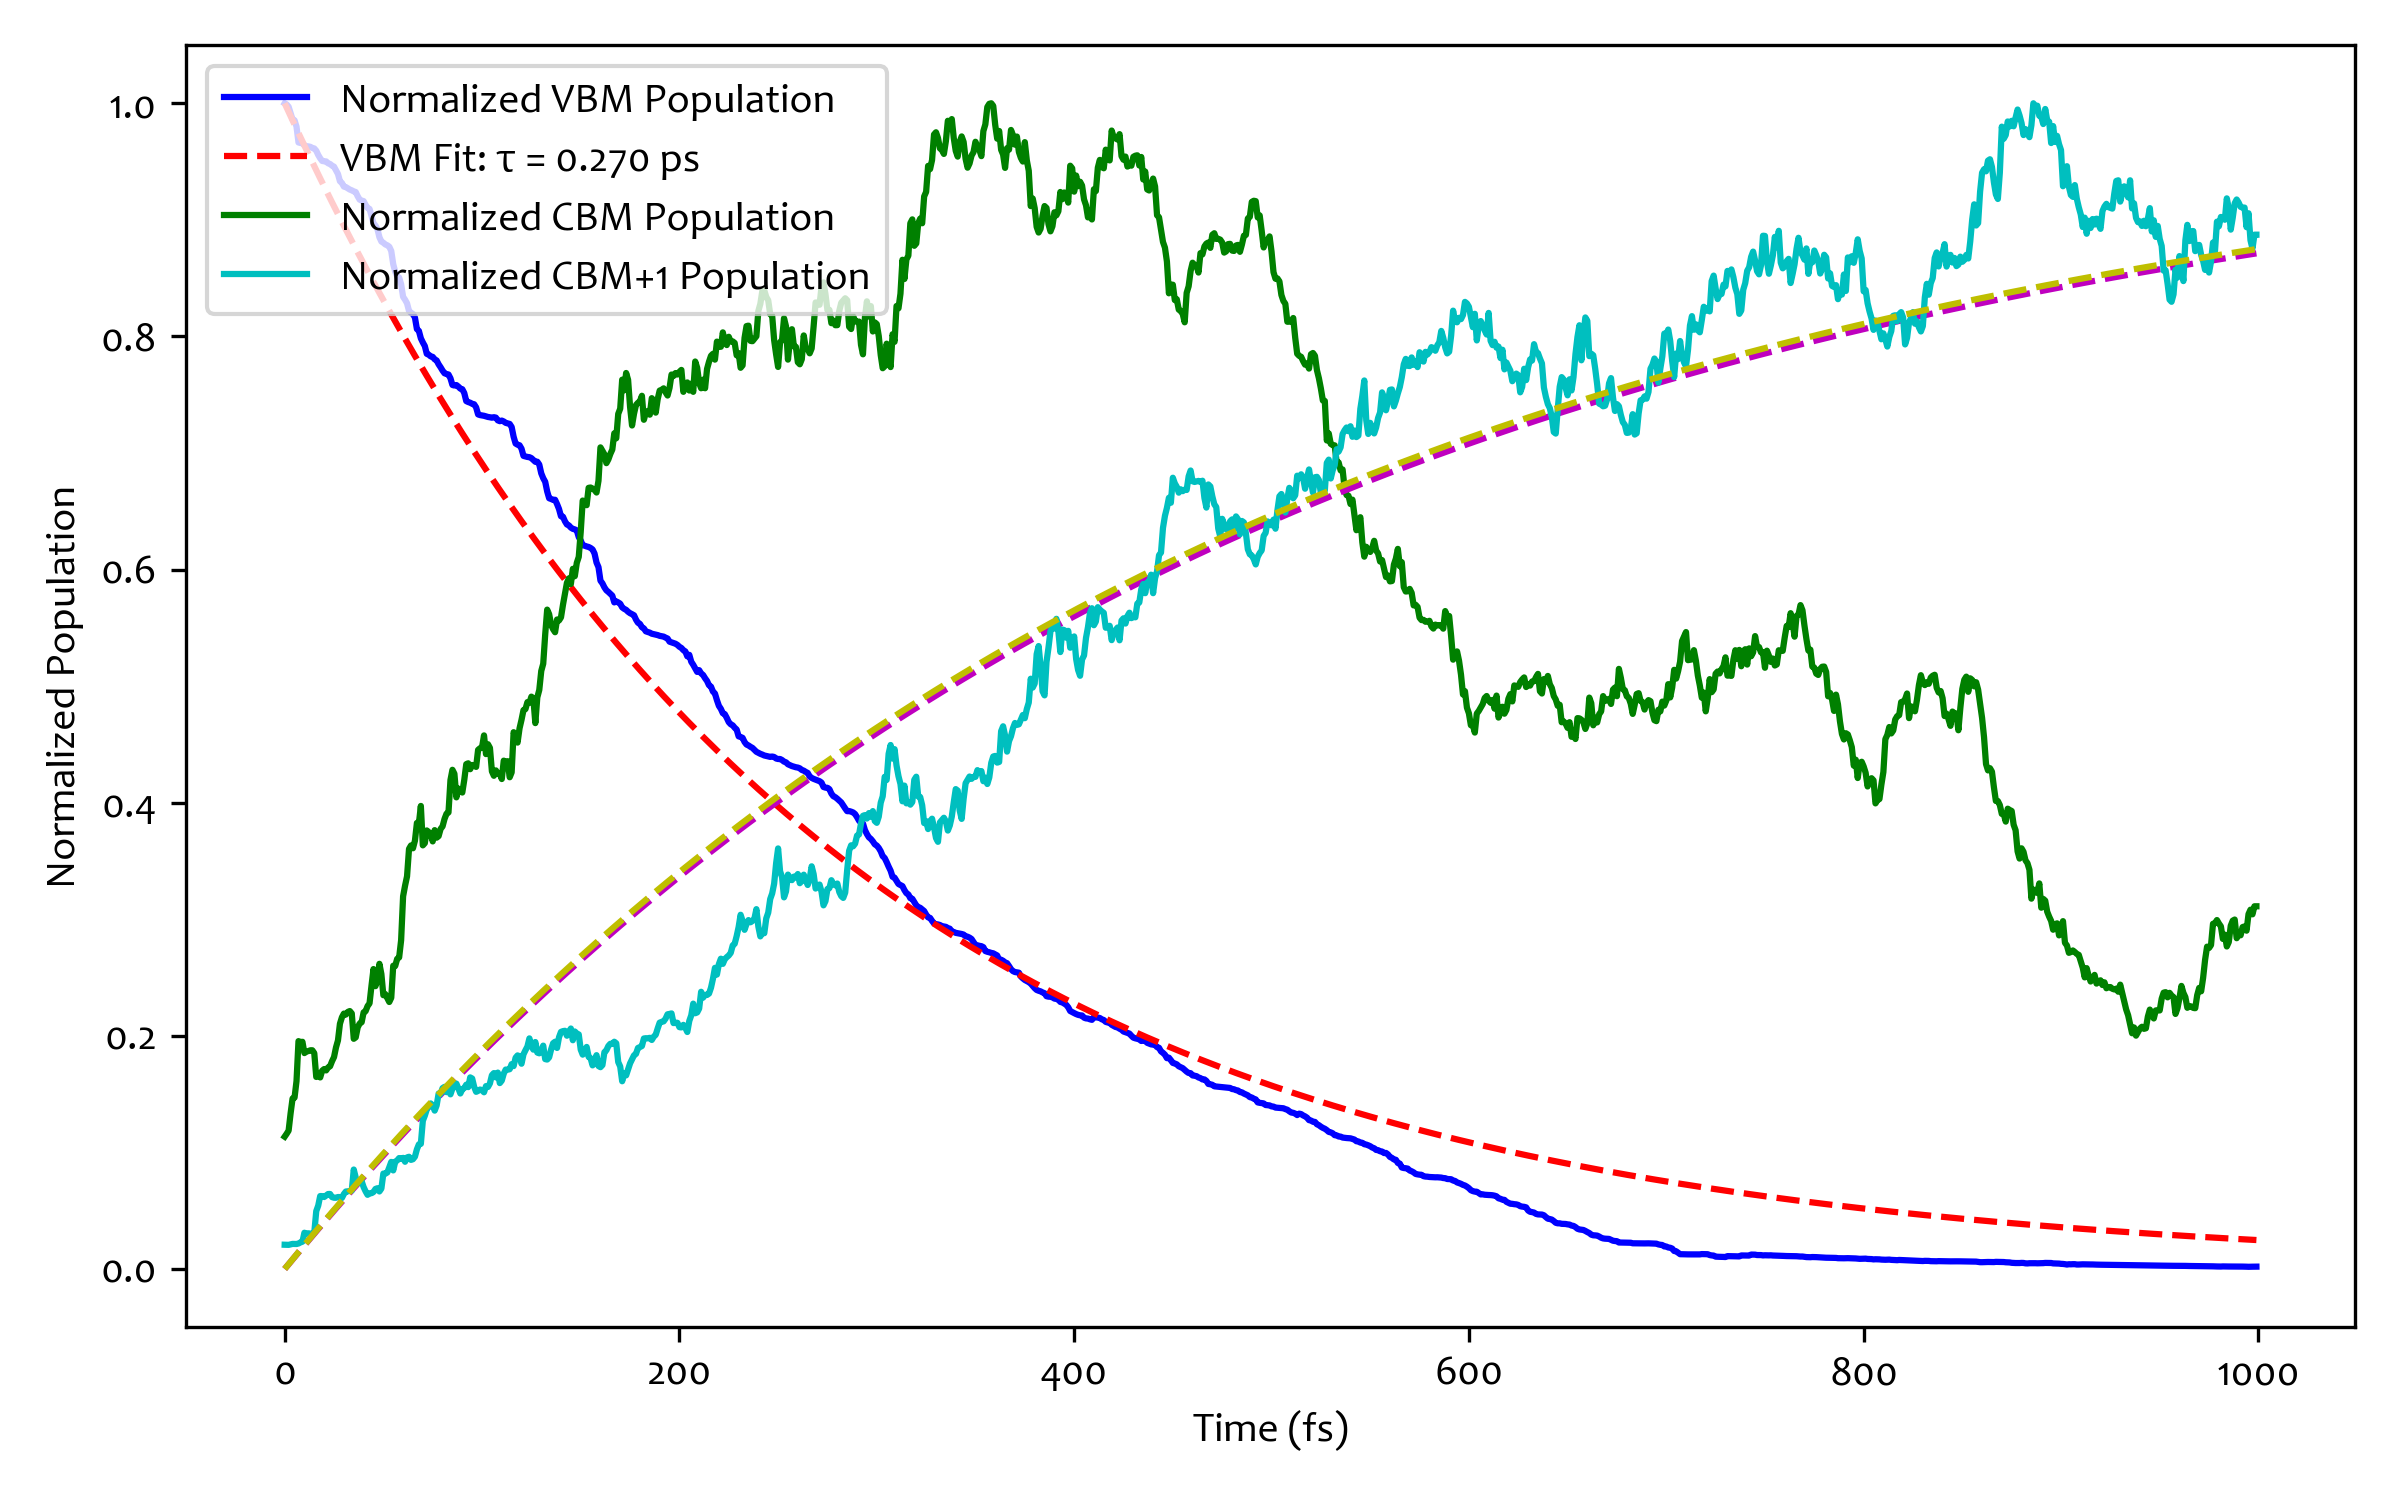 Normalized VBM Population
VBM Fit: τ = 0.270 ps
Normalized CBM Population
Normalized CBM+1 Population
1.0
0.8
0.6
0.4
0.2
0.0
Normalized Population
0
200
400
600
800
1000
Time (fs)